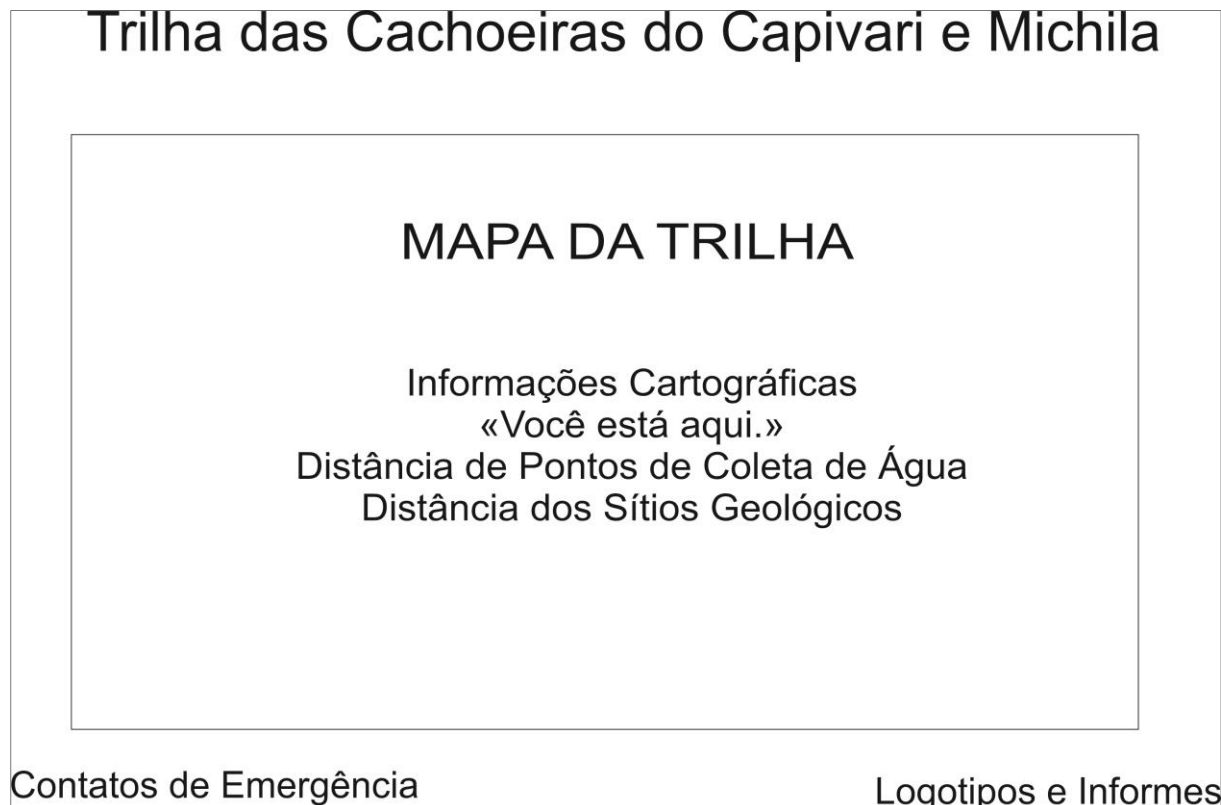 Trilha das Cachoeiras do Capivari e Michila
MAPA DA TRILHA
Informações Cartográficas
«Você está aqui.»
Distância de Pontos de Coleta de Água
Distância dos Sítios Geológicos
Contatos de Emergência
Logotipos e Informes